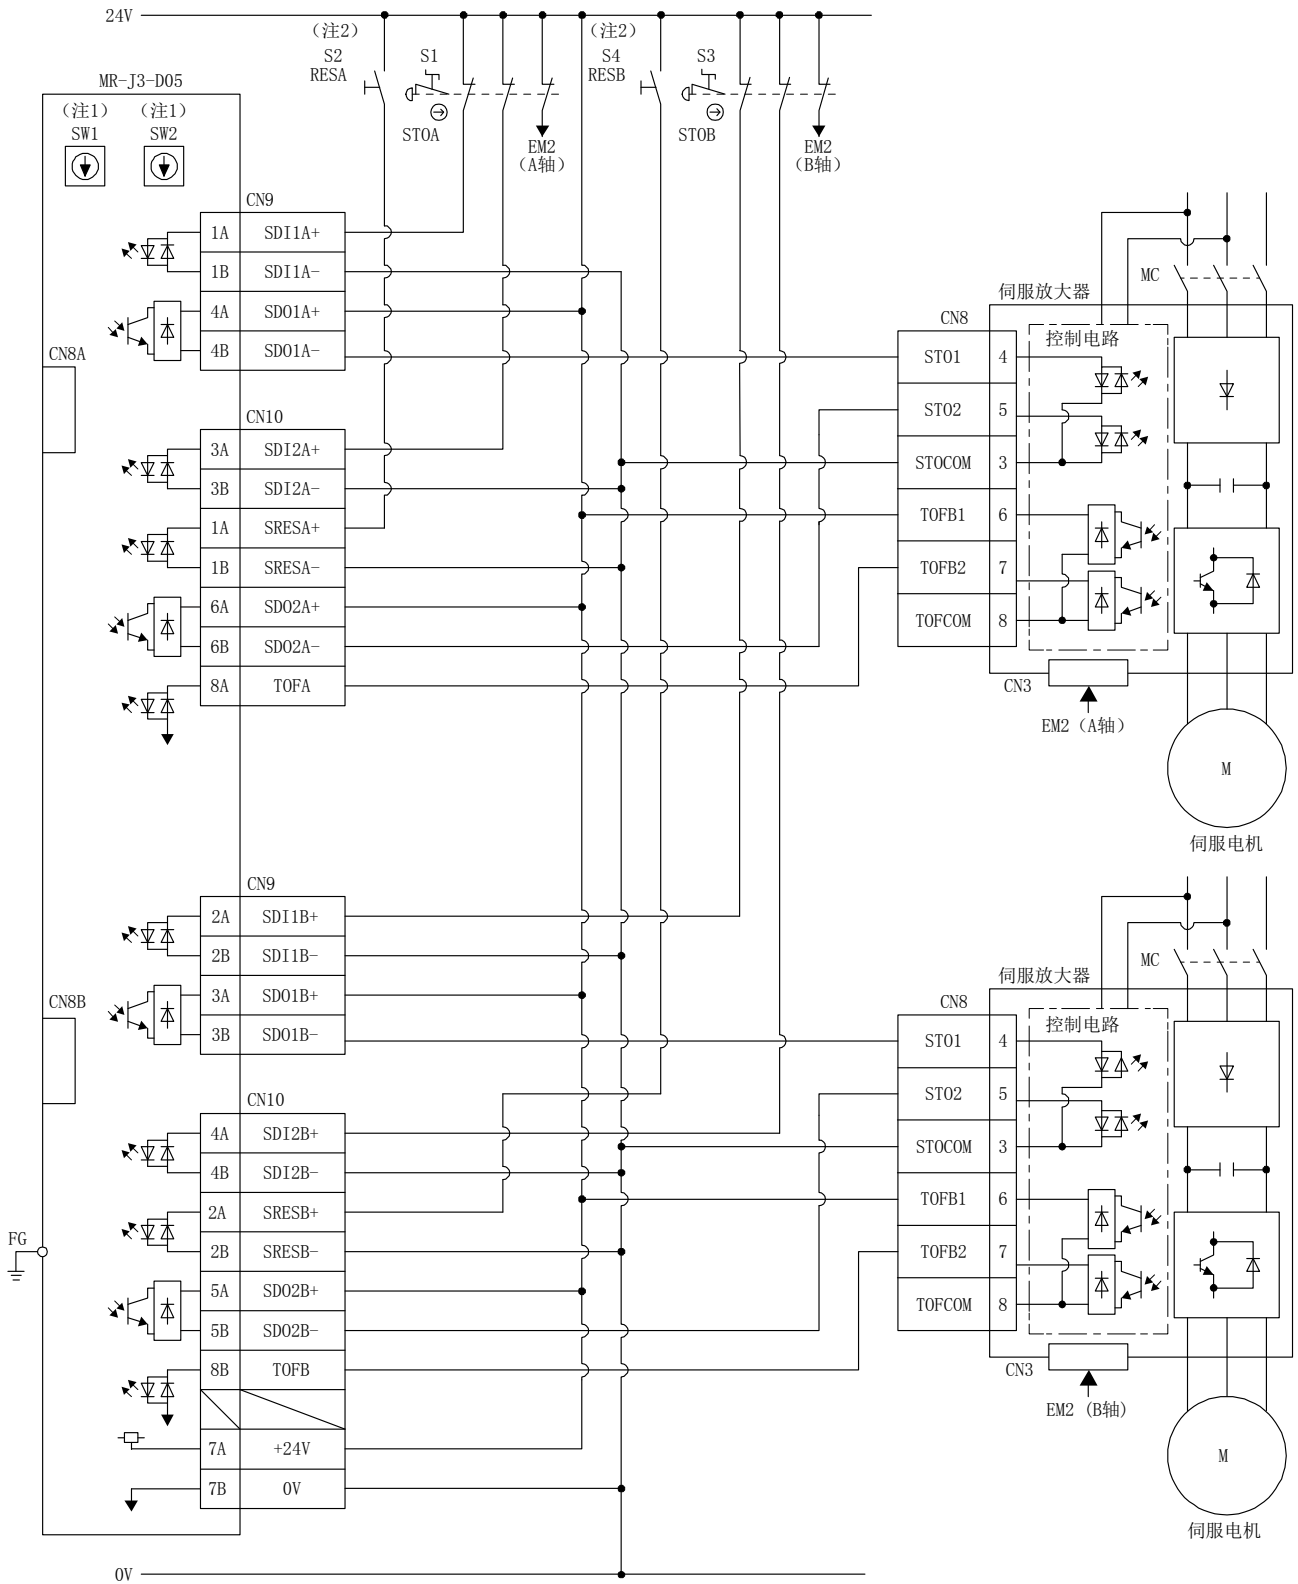 24V
（注2）
S2
RESA
S1
STOA
EM2
（A轴）
（注2）
S4
RESB
S3
STOB
EM2
（B轴）
MR-J3-D05
（注1）
SW1
（注1）
SW2
CN9
1A SDI1A+
1B SDI1A-
4A SDO1A+
4B SDO1A-
CN8A
CN10
3A SDI2A+
3B SDI2A-
1A SRESA+
1B SRESA-
6A SDO2A+
6B SDO2A-
8A TOFA
MC
伺服放大器
CN8
控制电路
STO1 4
STO2 5
STOCOM 3
TOFB1 6
TOFB2 7
TOFCOM 8
CN3
EM2（A轴）
M
伺服电机
CN9
2A SDI1B+
2B SDI1B-
3A SDO1B+
3B SDO1B-
CN8B
CN10
4A SDI2B+
4B SDI2B-
2A SRESB+
2B SRESB-
5A SDO2B+
5B SDO2B-
8B TOFB
7A +24V
7B 0V
FG
MC
伺服放大器
CN8
控制电路
STO1 4
STO2 5
STOCOM 3
TOFB1 6
TOFB2 7
TOFCOM 8
CN3
EM2 (B轴)
M
伺服电机
0V